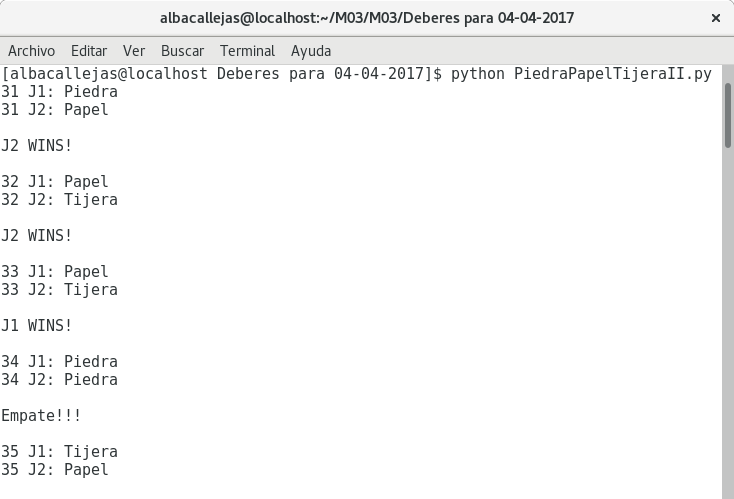 albacallejas@localhost:~/M03/M03/Deberes para 04-04-2017
Archivo Editar Ver Buscar Terminal Ayuda
[albacallejas@localhost Deberes para 04-04-2017]$ python PiedraPapelTijeraII.py
31 J1: Piedra
31 J2: Papel
J2 WINS!
32 J1: Papel
32 J2: Tijera
J2 WINS!
33 J1: Papel
33 J2: Tijera
J1 WINS!
34 J1: Piedra
34 J2: Piedra
Empate!!!
35 J1: Tijera
35 J2: Papel